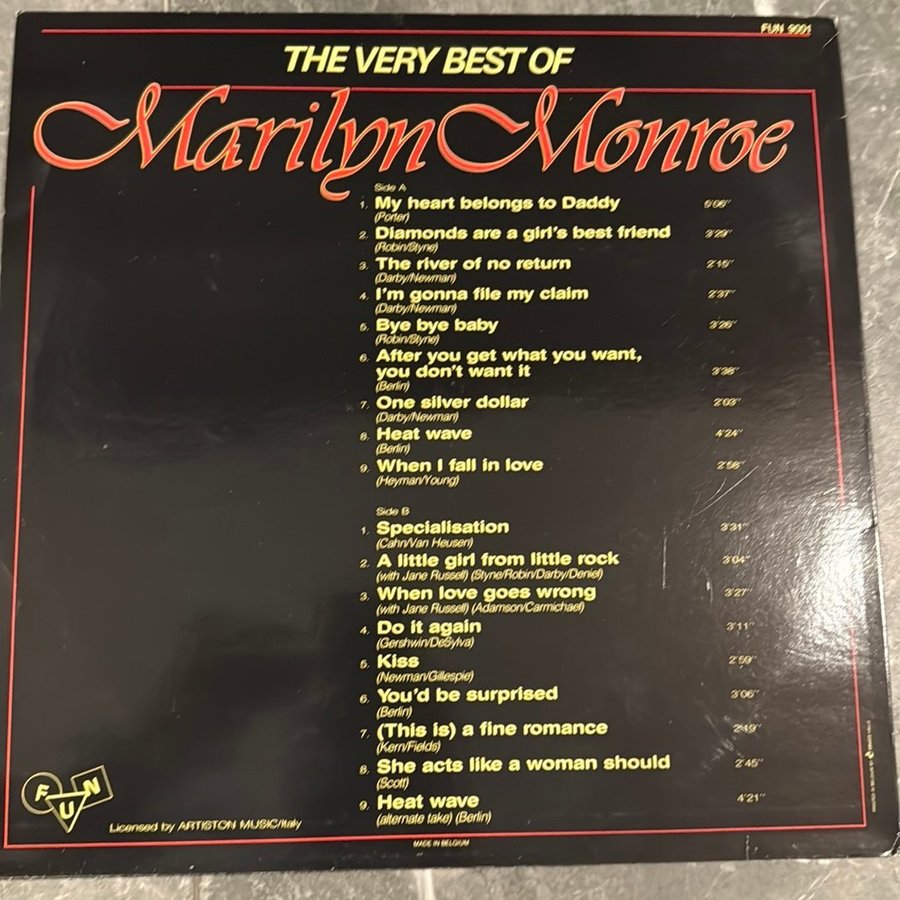 FUN 9001
THE VERY BEST OF
Marilyn Monroe
Side A
1. My heart belongs to Daddy 5'06"
(Porter)
2. Diamonds are a girl's best friend 3'29"
(Robin/Styne)
3. The river of no return 2'15"
(Darby/Newman)
4. I'm gonna file my claim 2'37"
(Darby/Newman)
5. Bye bye baby 3'26"
(Robin/Styne)
6. After you get what you want,
you don't want it 3'38"
(Berlin)
7. One silver dollar 2'03"
(Darby/Newman)
8. Heat wave 4'24"
(Berlin)
9. When I fall in love 2'58"
(Heyman/Young)
Side B
1. Specialisation 3'31"
(Cahn/Van Heusen)
2. A little girl from little rock 3'04"
(with Jane Russell) (Styne/Robin/Darby/Deniel)
3. When love goes wrong 3'27"
(with Jane Russell) (Adamson/Carmichael)
4. Do it again 3'11"
(Gershwin/DeSylva)
5. Kiss 2'59"
(Newman/Gillespie)
6. You'd be surprised 3'06"
(Berlin)
7. (This is) a fine romance 2'49"
(Kern/Fields)
8. She acts like a woman should 2'45"
(Scott)
9. Heat wave 4'21"
(alternate take) (Berlin)
FUN
Licensed by ARTISTON MUSIC/Italy
MADE IN BELGIUM
PRINTED IN BELGIUM BY